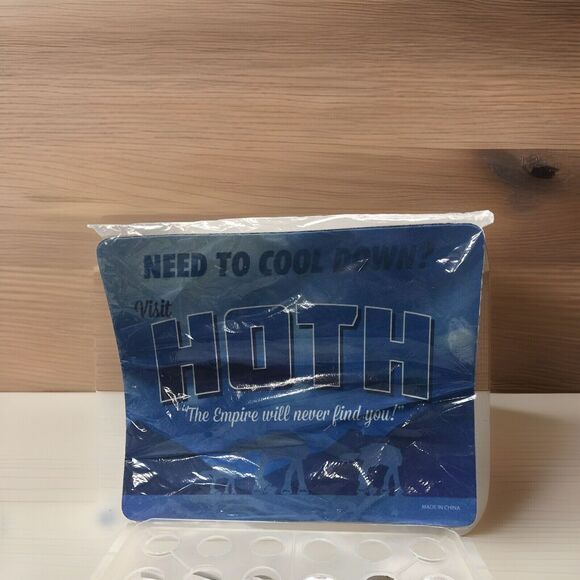 NEED TO COOL DOWN?
Visit
HOTH
"The Empire will never find you!"
MADE IN CHINA